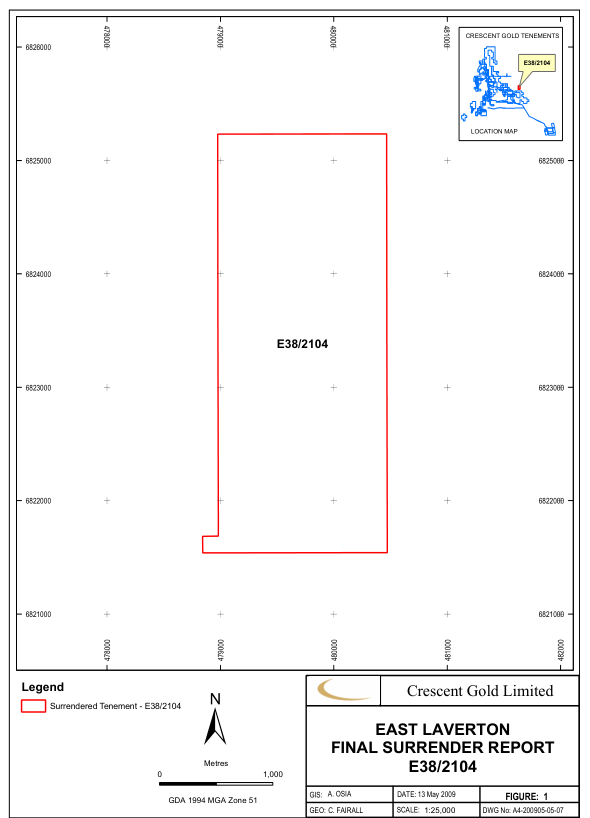 478000
479000
480000
481000
CRESCENT GOLD TENEMENTS
E38/2104
LOCATION MAP
6826000
6825000
6825000
6824000
6824000
E38/2104
6823000
6823000
6822000
6822000
6821000
6821000
478000
479000
480000
481000
482000
Legend
Surrendered Tenement - E38/2104
N
Metres
0 1,000
GDA 1994 MGA Zone 51
Crescent Gold Limited
EAST LAVERTON
FINAL SURRENDER REPORT
E38/2104
GIS: A. OSIA DATE: 13 May 2009 FIGURE: 1
GEO: C. FAIRALL SCALE: 1:25,000 DWG No: A4-200905-05-07